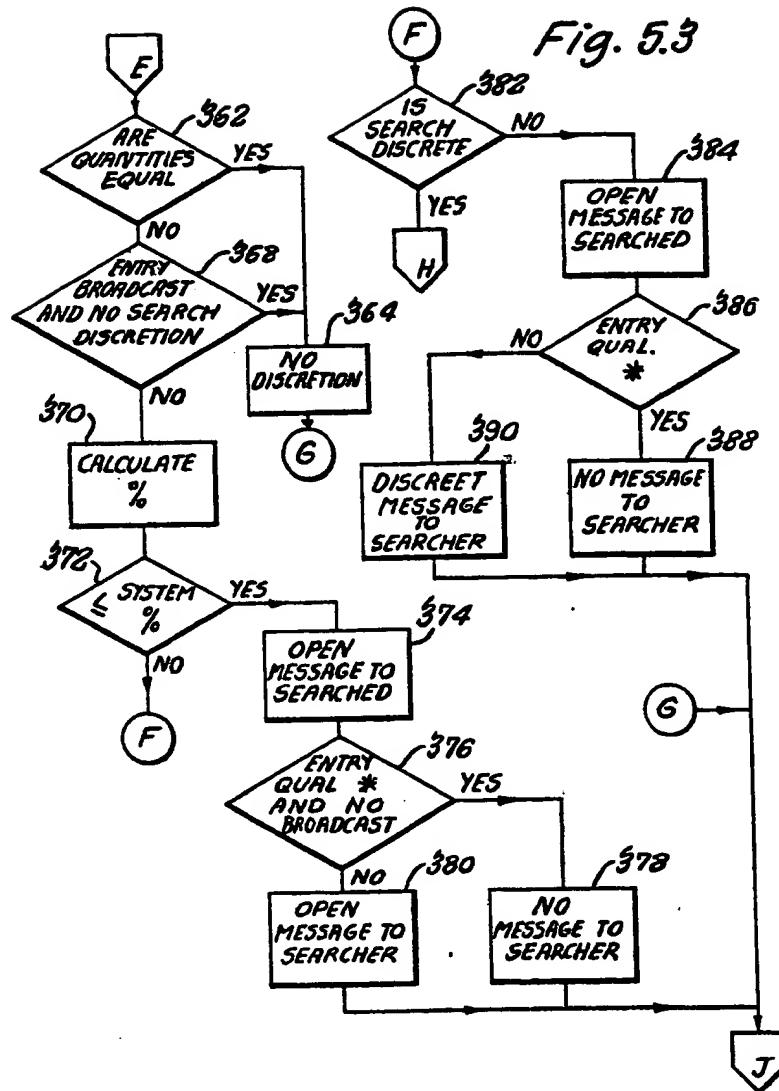 Fig. 5.3
E
362
ARE
QUANTITIES
EQUAL
YES
NO
368
ENTRY
BROADCAST
AND NO SEARCH
DISCRETION
YES
NO
364
NO
DISCRETION
G
370
CALCULATE
%
372
≤ SYSTEM
%
YES
NO
F
374
OPEN
MESSAGE TO
SEARCHED
376
ENTRY
QUAL *
AND NO
BROADCAST
YES
NO
380
OPEN
MESSAGE TO
SEARCHER
378
NO
MESSAGE TO
SEARCHER
F
382
IS
SEARCH
DISCRETE
NO
YES
H
384
OPEN
MESSAGE TO
SEARCHED
386
ENTRY
QUAL.
*
NO
YES
390
DISCREET
MESSAGE
TO
SEARCHER
388
NO MESSAGE
TO
SEARCHER
G
J